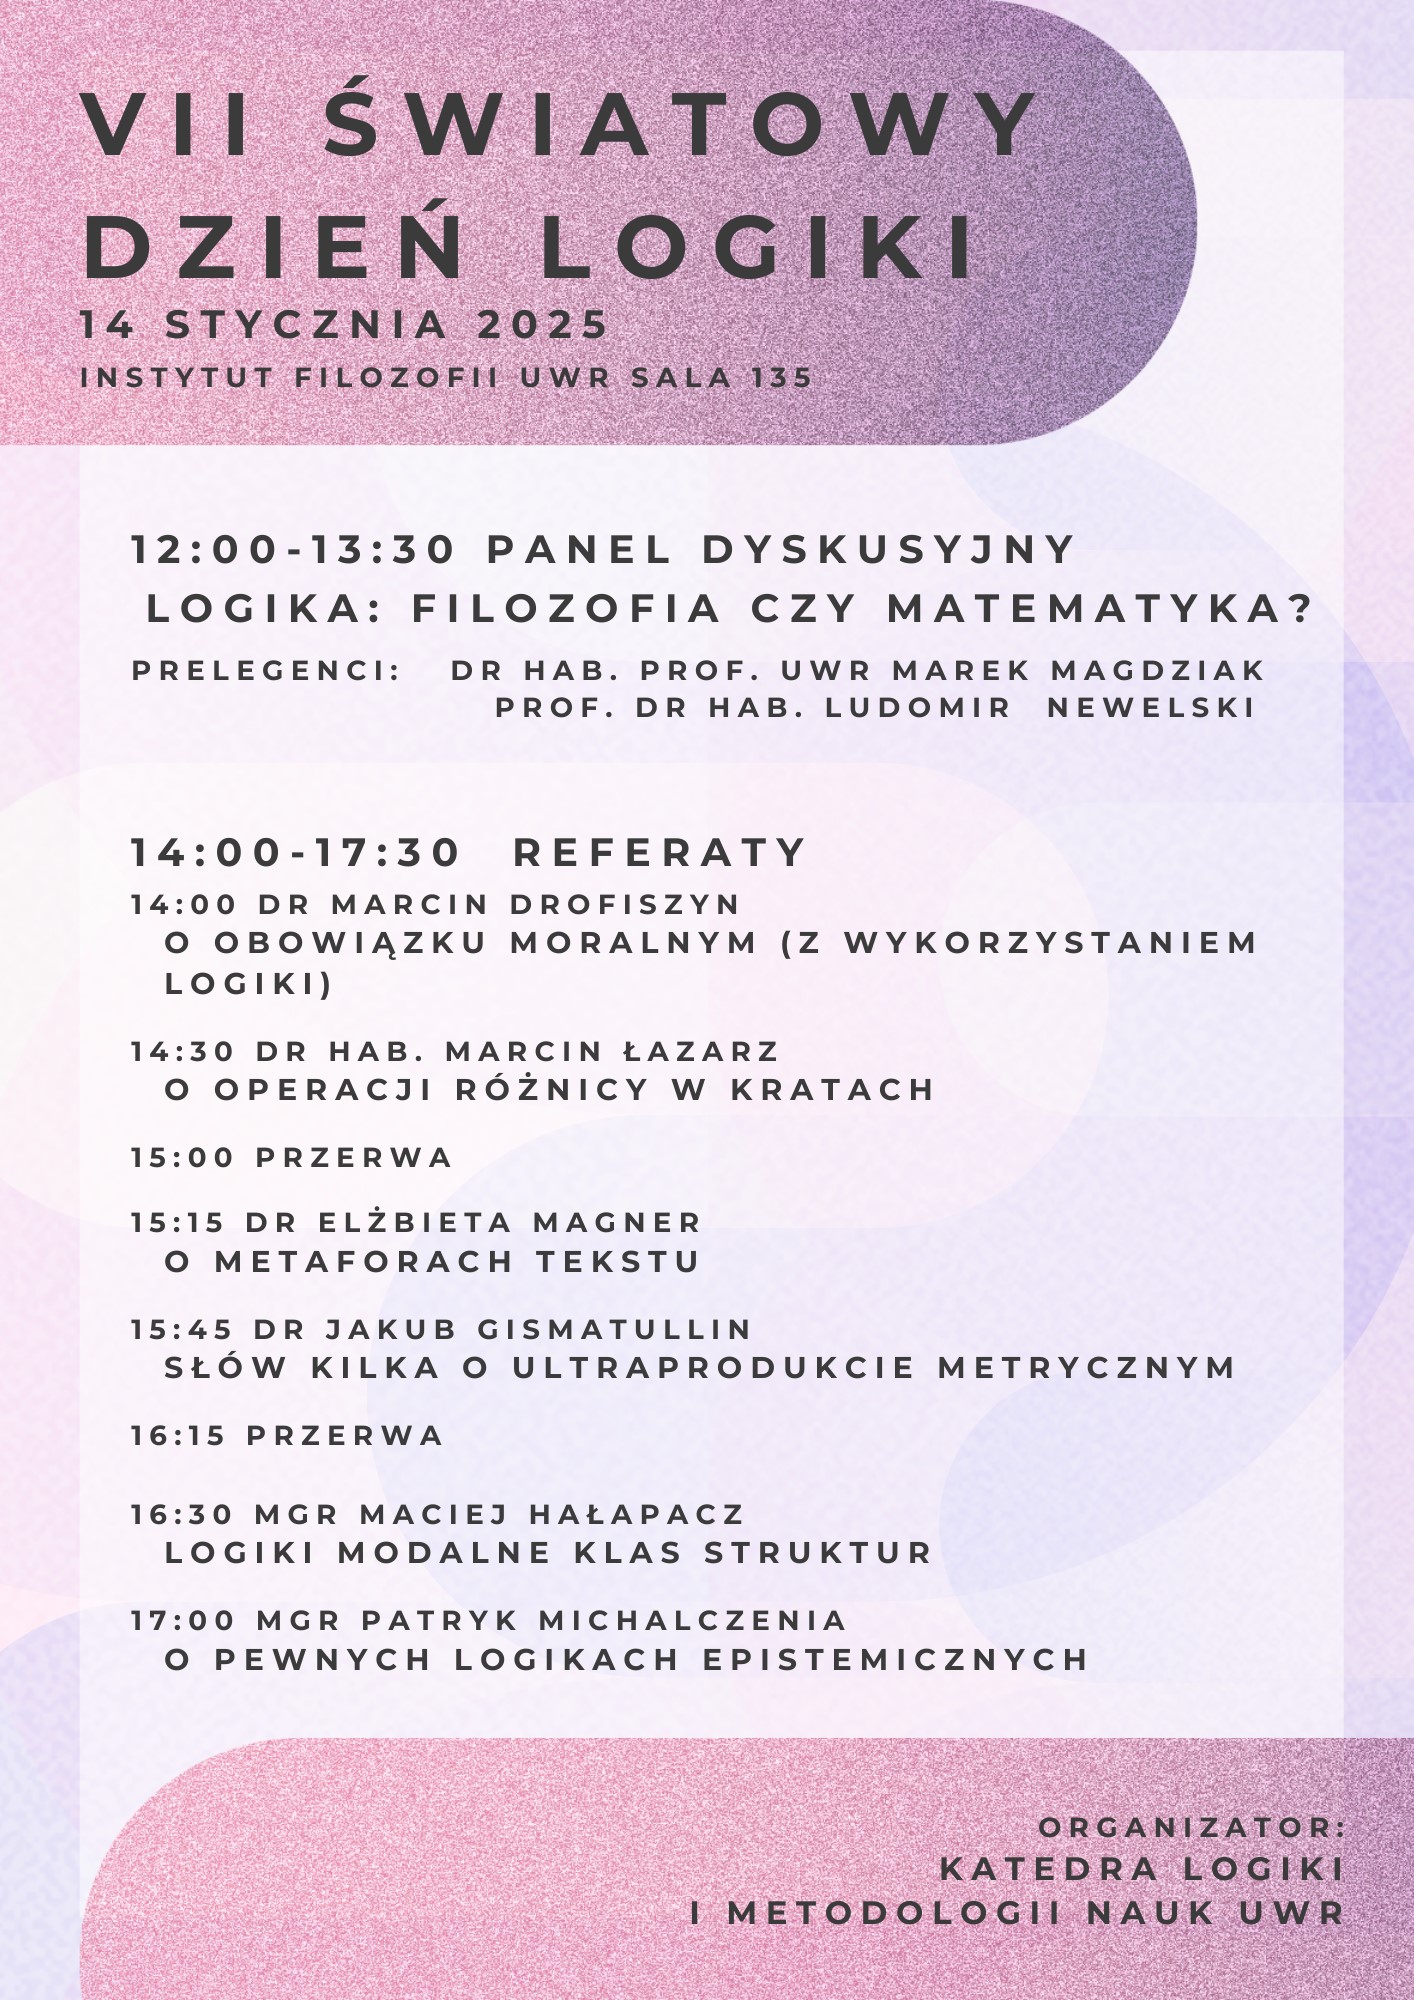 VII ŚWIATOWY
DZIEŃ LOGIKI
14 STYCZNIA 2025
INSTYTUT FILOZOFII UWR SALA 135
12:00-13:30 PANEL DYSKUSYJNY
LOGIKA: FILOZOFIA CZY MATEMATYKA?
PRELEGENCI: DR HAB. PROF. UWR MAREK MAGDZIAK
PROF. DR HAB. LUDOMIR NEWELSKI
14:00-17:30 REFERATY
14:00 DR MARCIN DROFISZYN
O OBOWIĄZKU MORALNYM (Z WYKORZYSTANIEM
LOGIKI)
14:30 DR HAB. MARCIN ŁAZARZ
O OPERACJI RÓŻNICY W KRATACH
15:00 PRZERWA
15:15 DR ELŻBIETA MAGNER
O METAFORACH TEKSTU
15:45 DR JAKUB GISMATULLIN
SŁÓW KILKA O ULTRAPRODUKCIE METRYCZNYM
16:15 PRZERWA
16:30 MGR MACIEJ HAŁAPACZ
LOGIKI MODALNE KLAS STRUKTUR
17:00 MGR PATRYK MICHALCZENIA
O PEWNYCH LOGIKACH EPISTEMICZNYCH
ORGANIZATOR:
KATEDRA LOGIKI
I METODOLOGII NAUK UWR